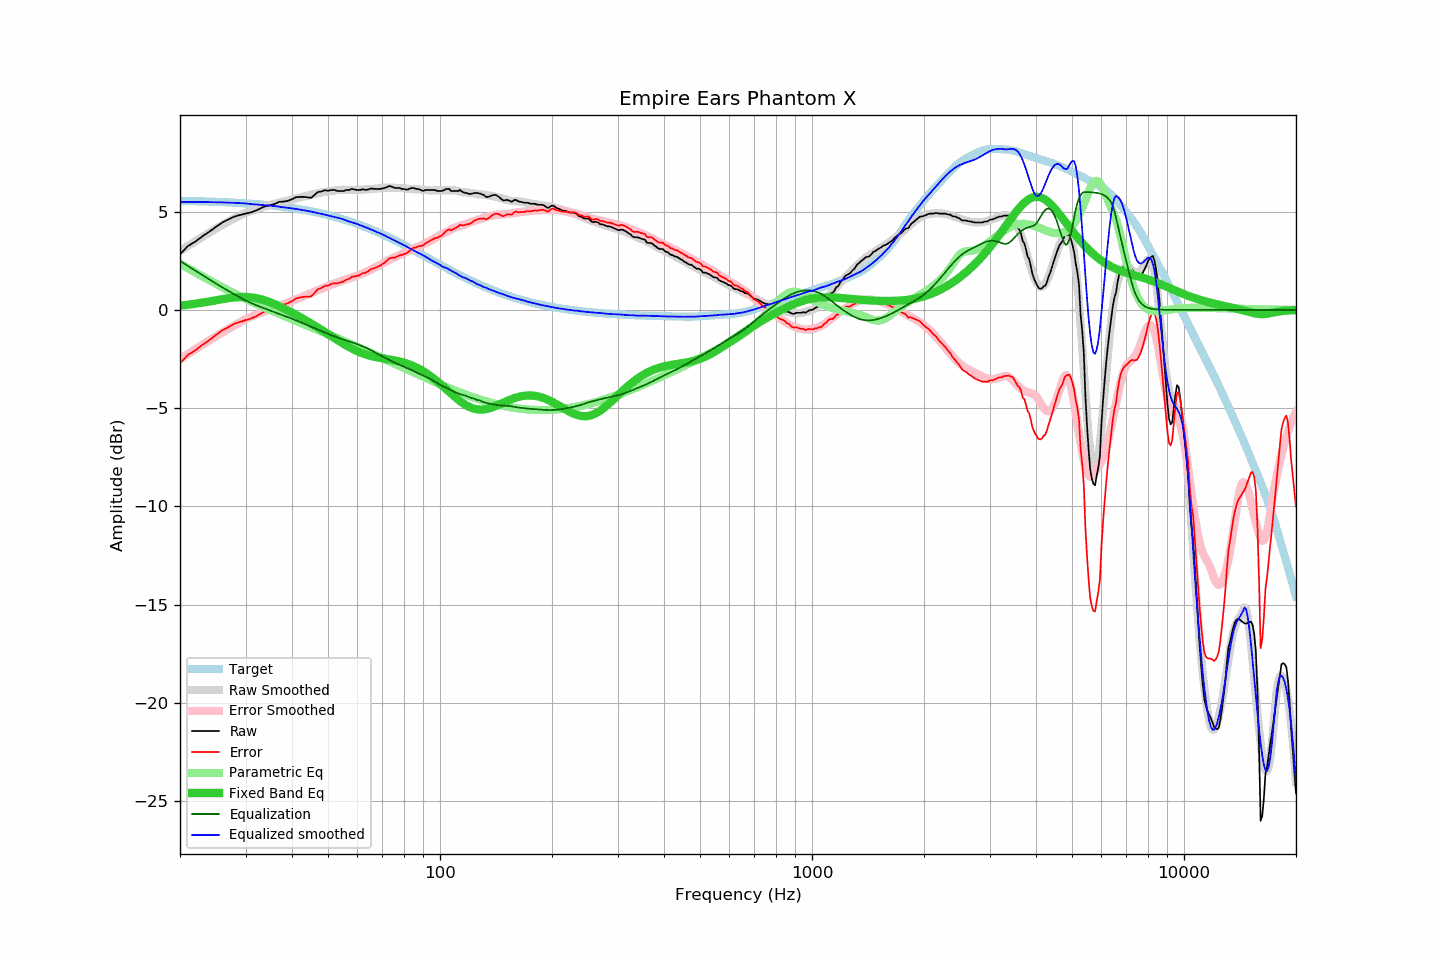 Empire Ears Phantom X
Amplitude (dBr)
5
0
−5
−10
−15
−20
−25
Target
Raw Smoothed
Error Smoothed
Raw
Error
Parametric Eq
Fixed Band Eq
Equalization
Equalized smoothed
100
1000
10000
Frequency (Hz)